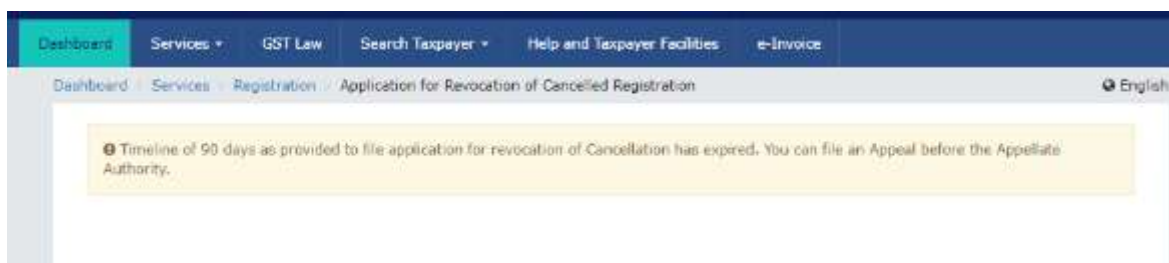 Dashboard Services GST Law Search Taxpayer Help and Taxpayer Facilities e-Invoice
Dashboard Services Registration Application for Revocation of Cancelled Registration English
Timeline of 90 days as provided to file application for revocation of Cancellation has expired. You can file an Appeal before the Appellate
Authority.